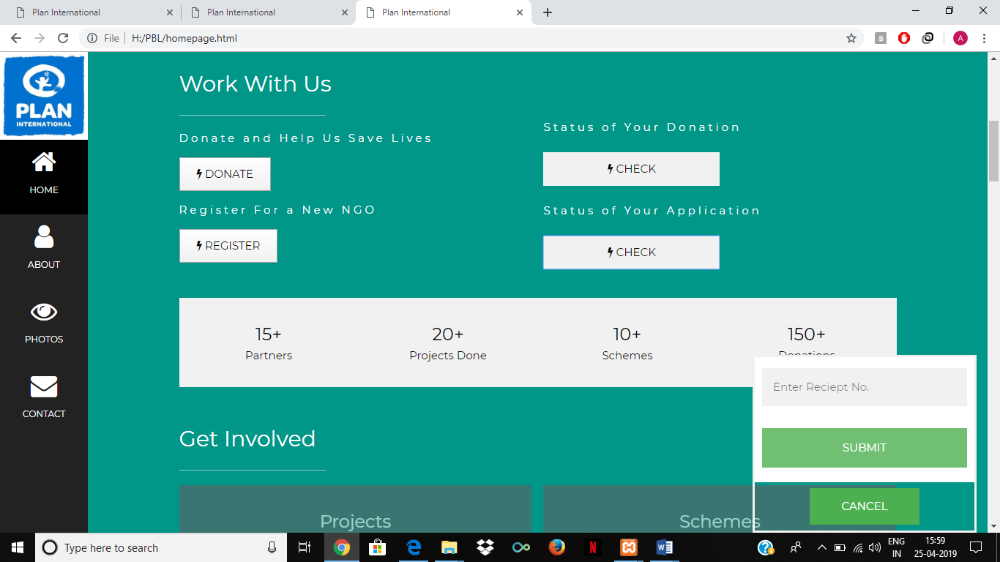 Plan International
Plan International
Plan International
File H:/PBL/homepage.html
S
A
PLAN
INTERNATIONAL
HOME
ABOUT
PHOTOS
CONTACT
Work With Us
Donate and Help Us Save Lives
DONATE
Register For a New NGO
REGISTER
Status of Your Donation
CHECK
Status of Your Application
CHECK
15+
Partners
20+
Projects Done
10+
Schemes
150+
Donations
Get Involved
Projects
Schemes
Enter Reciept No.
SUBMIT
CANCEL
Type here to search
N
ENG
IN
15:59
25-04-2019